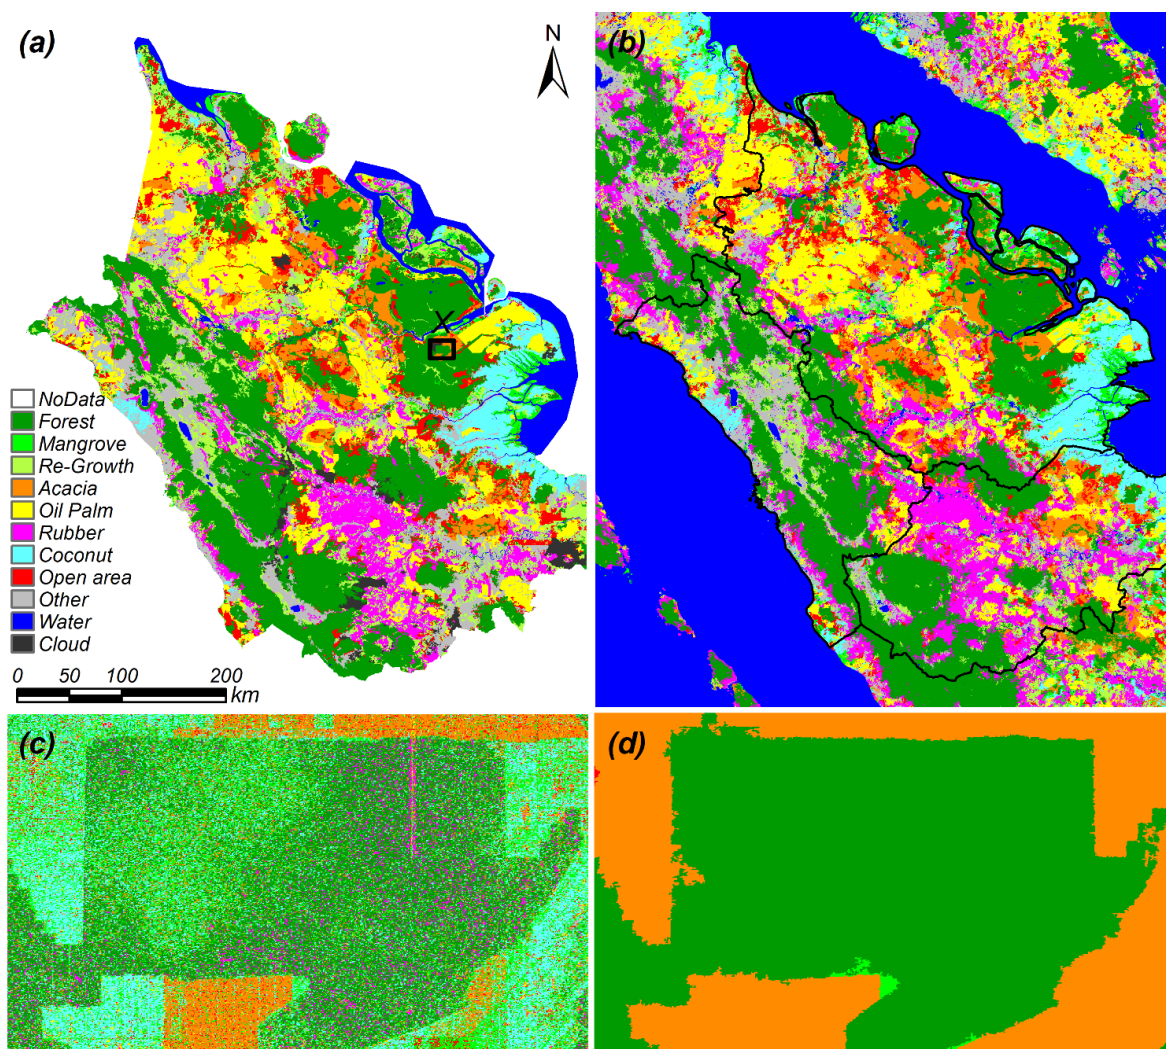 (a)
N
(b)
X
NoData
Forest
Mangrove
Re-Growth
Acacia
Oil Palm
Rubber
Coconut
Open area
Other
Water
Cloud
0 50 100 200
km
(c)
(d)